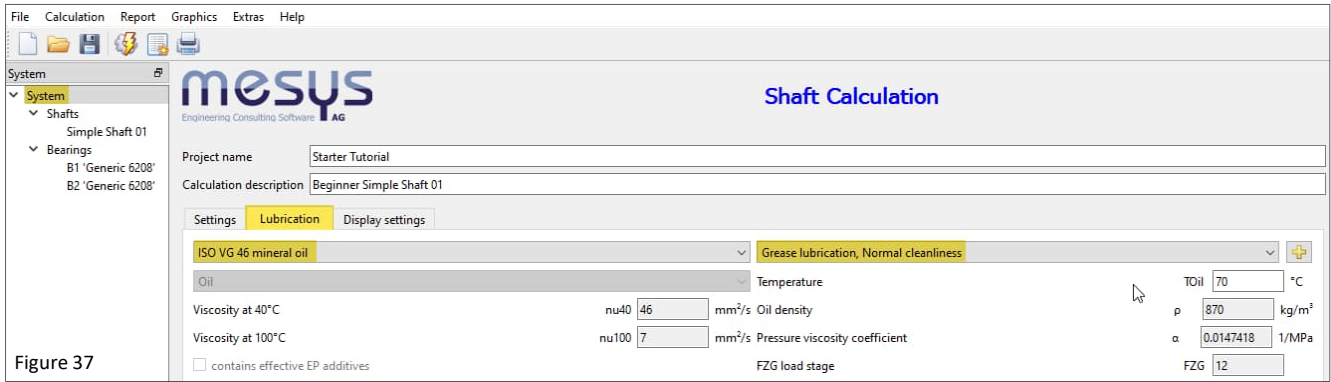 File Calculation Report Graphics Extras Help
System
System
Shafts
Simple Shaft 01
Bearings
B1 'Generic 6208'
B2 'Generic 6208'
mesys
Engineering Consulting Software AG
Shaft Calculation
Project name Starter Tutorial
Calculation description Beginner Simple Shaft 01
Settings Lubrication Display settings
ISO VG 46 mineral oil Grease lubrication, Normal cleanliness
Oil Temperature TOil 70 °C
Viscosity at 40°C nu40 46 mm²/s Oil density ρ 870 kg/m³
Viscosity at 100°C nu100 7 mm²/s Pressure viscosity coefficient α 0.0147418 1/MPa
contains effective EP additives FZG load stage FZG 12
Figure 37